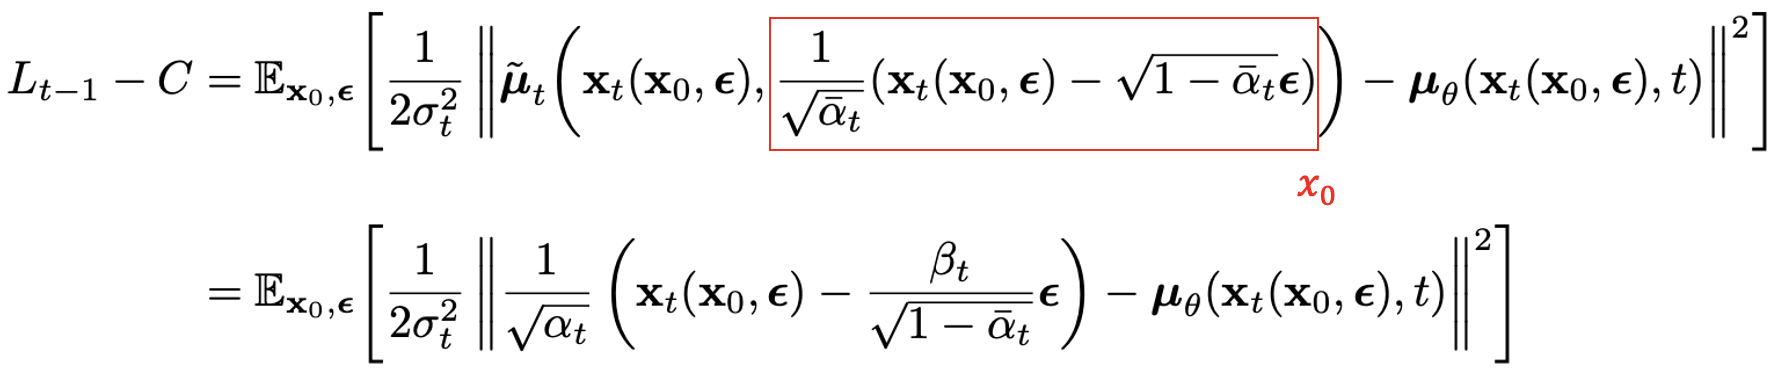 $L_{t-1} - C = \mathbb{E}_{\mathbf{x}_0, \boldsymbol{\epsilon}} \left[ \frac{1}{2\sigma_t^2} \left\| \tilde{\boldsymbol{\mu}}_t \left( \mathbf{x}_t(\mathbf{x}_0, \boldsymbol{\epsilon}), \frac{1}{\sqrt{\bar{\alpha}_t}} (\mathbf{x}_t(\mathbf{x}_0, \boldsymbol{\epsilon}) - \sqrt{1 - \bar{\alpha}_t} \boldsymbol{\epsilon}) \right) - \boldsymbol{\mu}_\theta(\mathbf{x}_t(\mathbf{x}_0, \boldsymbol{\epsilon}), t) \right\|^2 \right]$
$x_0$
$= \mathbb{E}_{\mathbf{x}_0, \boldsymbol{\epsilon}} \left[ \frac{1}{2\sigma_t^2} \left\| \frac{1}{\sqrt{\alpha_t}} \left( \mathbf{x}_t(\mathbf{x}_0, \boldsymbol{\epsilon}) - \frac{\beta_t}{\sqrt{1 - \bar{\alpha}_t}} \boldsymbol{\epsilon} \right) - \boldsymbol{\mu}_\theta(\mathbf{x}_t(\mathbf{x}_0, \boldsymbol{\epsilon}), t) \right\|^2 \right]$